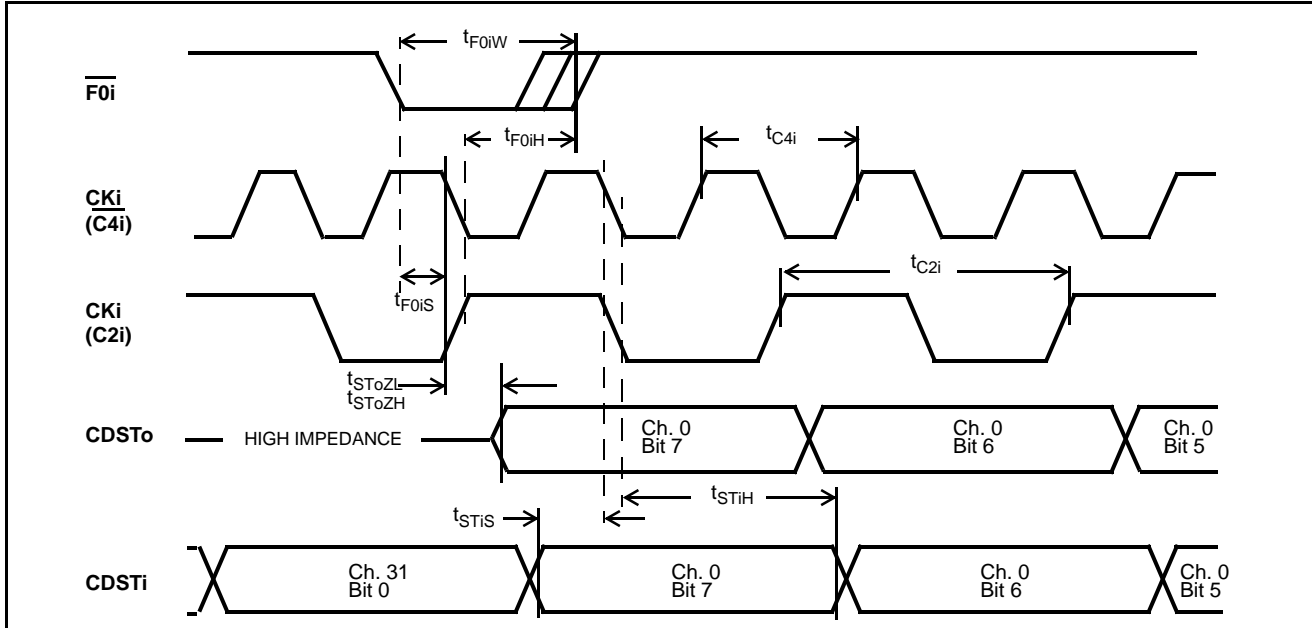 tF0iW
F0i
tF0iH
tC4i
CKi
(C4i)
tF0iS
tC2i
CKi
(C2i)
tSToZL
tSToZH
CDSTo
HIGH IMPEDANCE
Ch. 0
Bit 7
Ch. 0
Bit 6
Ch. 0
Bit 5
tSTiS
tSTiH
CDSTi
Ch. 31
Bit 0
Ch. 0
Bit 7
Ch. 0
Bit 6
Ch. 0
Bit 5